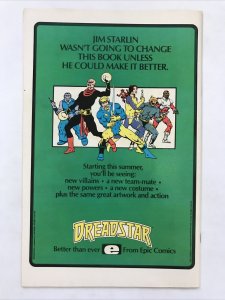 JIM STARLIN
WASN'T GOING TO CHANGE
THIS BOOK UNLESS
HE COULD MAKE IT BETTER.
Starting this summer,
you'll be seeing:
new villains • a new team-mate •
new powers • a new costume •
plus the same great artwork and action
DREADSTAR
Better than ever
From Epic Comics